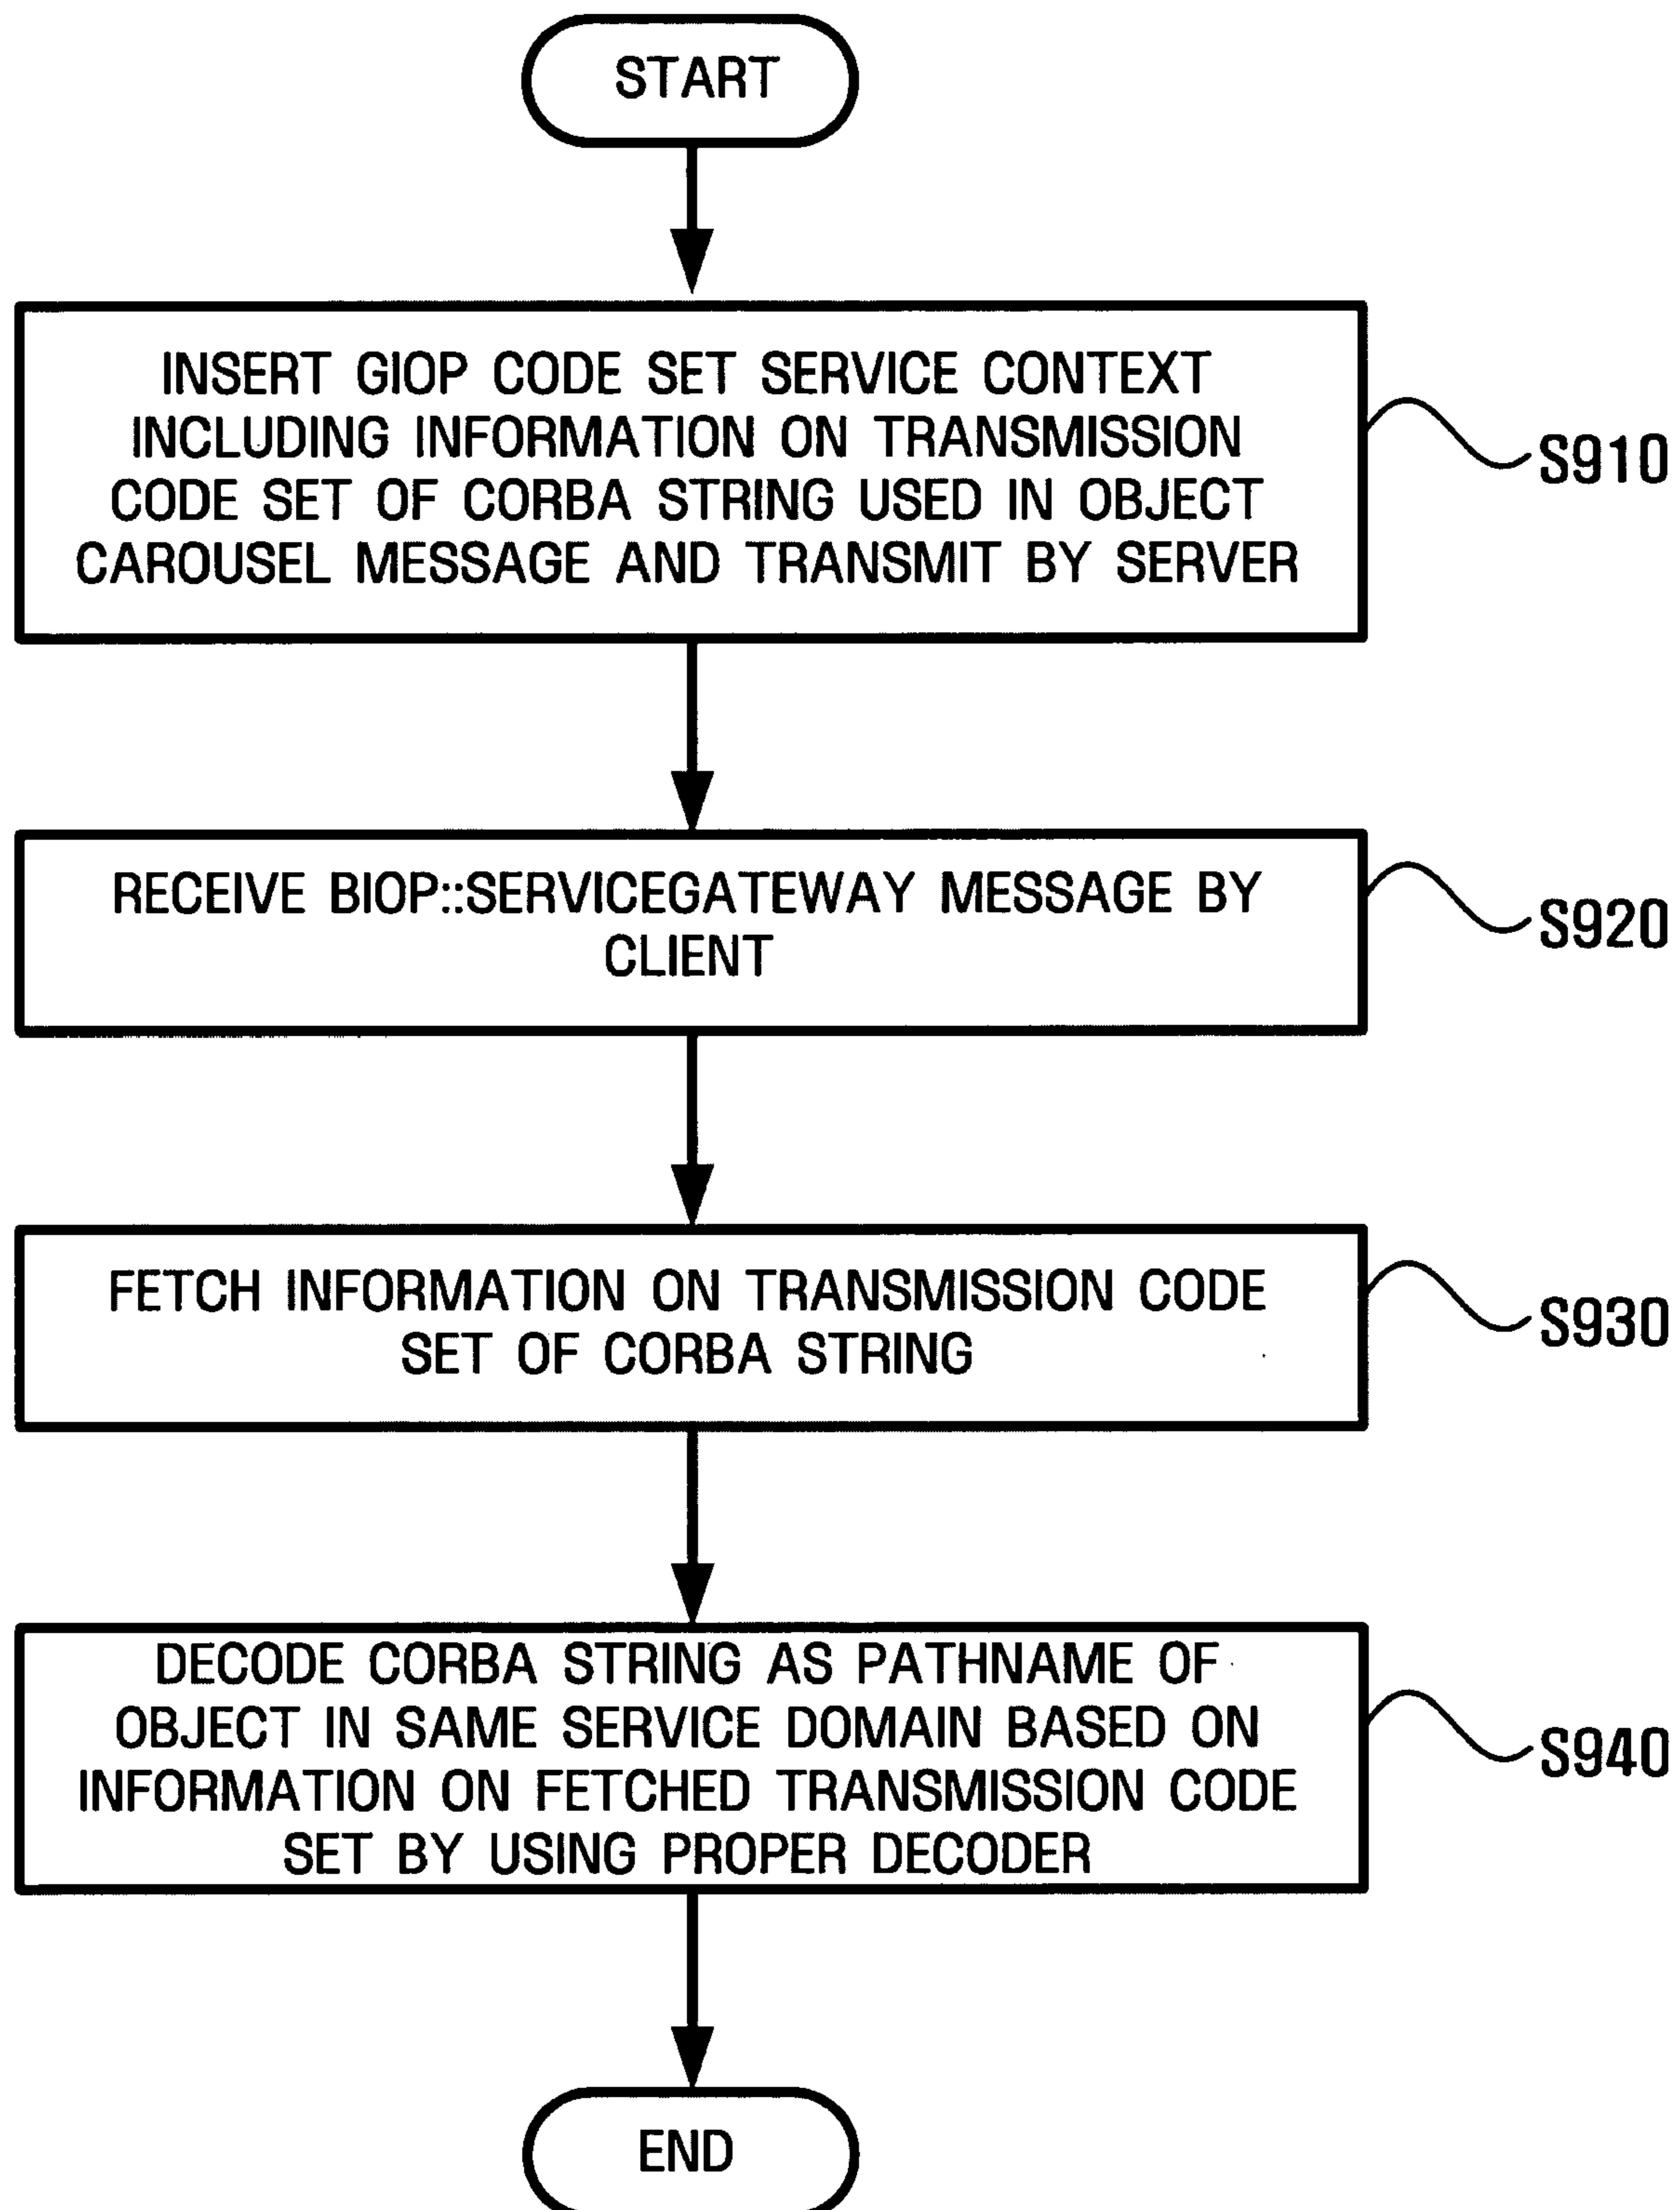 START
INSERT GIOP CODE SET SERVICE CONTEXT
INCLUDING INFORMATION ON TRANSMISSION
CODE SET OF CORBA STRING USED IN OBJECT
CAROUSEL MESSAGE AND TRANSMIT BY SERVER
S910
RECEIVE BIOP::SERVICEGATEWAY MESSAGE BY
CLIENT
S920
FETCH INFORMATION ON TRANSMISSION CODE
SET OF CORBA STRING
S930
DECODE CORBA STRING AS PATHNAME OF
OBJECT IN SAME SERVICE DOMAIN BASED ON
INFORMATION ON FETCHED TRANSMISSION CODE
SET BY USING PROPER DECODER
S940
END